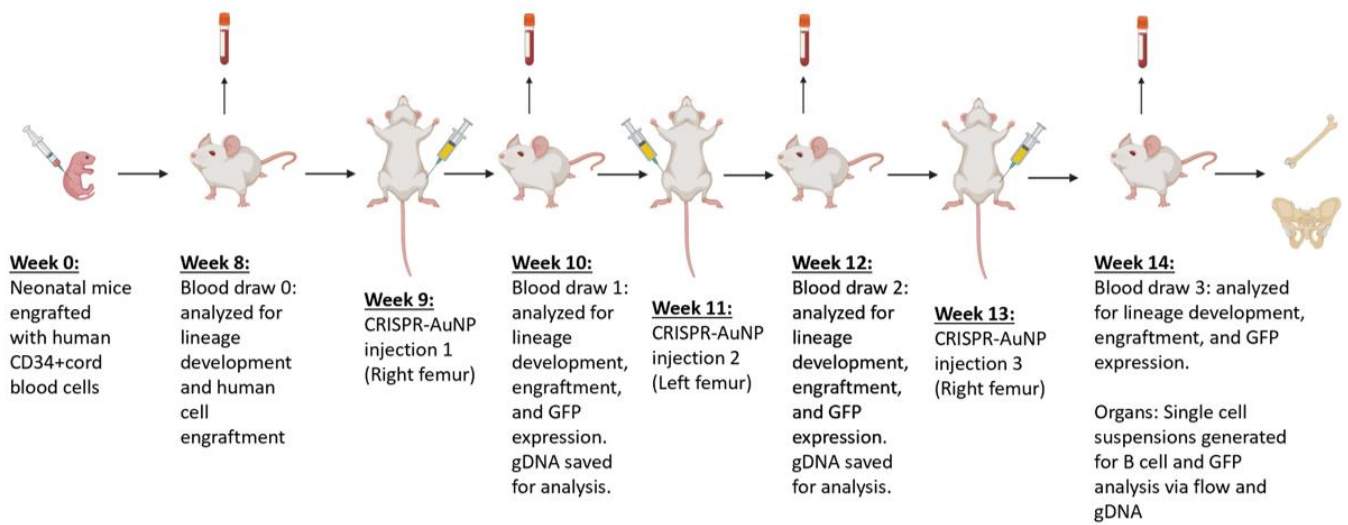 Week 0:
Neonatal mice
engrafted
with human
CD34+cord
blood cells
Week 8:
Blood draw 0:
analyzed for
lineage
development
and human
cell
engraftment
Week 9:
CRISPR-AuNP
injection 1
(Right femur)
Week 10:
Blood draw 1:
analyzed for
lineage
development,
engraftment,
and GFP
expression.
gDNA saved
for analysis.
Week 11:
CRISPR-AuNP
injection 2
(Left femur)
Week 12:
Blood draw 2:
analyzed for
lineage
development,
engraftment,
and GFP
expression.
gDNA saved
for analysis.
Week 13:
CRISPR-AuNP
injection 3
(Right femur)
Week 14:
Blood draw 3: analyzed
for lineage development,
engraftment, and GFP
expression.
Organs: Single cell
suspensions generated
for B cell and GFP
analysis via flow and
gDNA